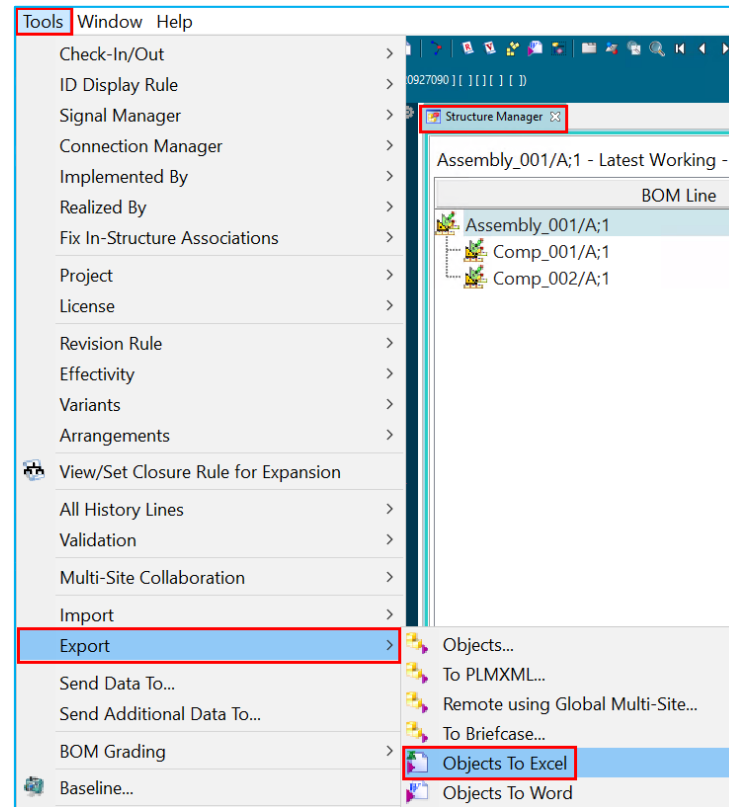 Tools Window Help
Check-In/Out
ID Display Rule
Signal Manager
Connection Manager
Implemented By
Realized By
Fix In-Structure Associations
Project
License
Revision Rule
Effectivity
Variants
Arrangements
View/Set Closure Rule for Expansion
All History Lines
Validation
Multi-Site Collaboration
Import
Export
Send Data To...
Send Additional Data To...
BOM Grading
Baseline...
0927090 ] [ ] [ ] [ ] )
Structure Manager
Assembly_001/A;1 - Latest Working -
BOM Line
Assembly_001/A;1
Comp_001/A;1
Comp_002/A;1
Objects...
To PLMXML...
Remote using Global Multi-Site...
To Briefcase...
Objects To Excel
Objects To Word